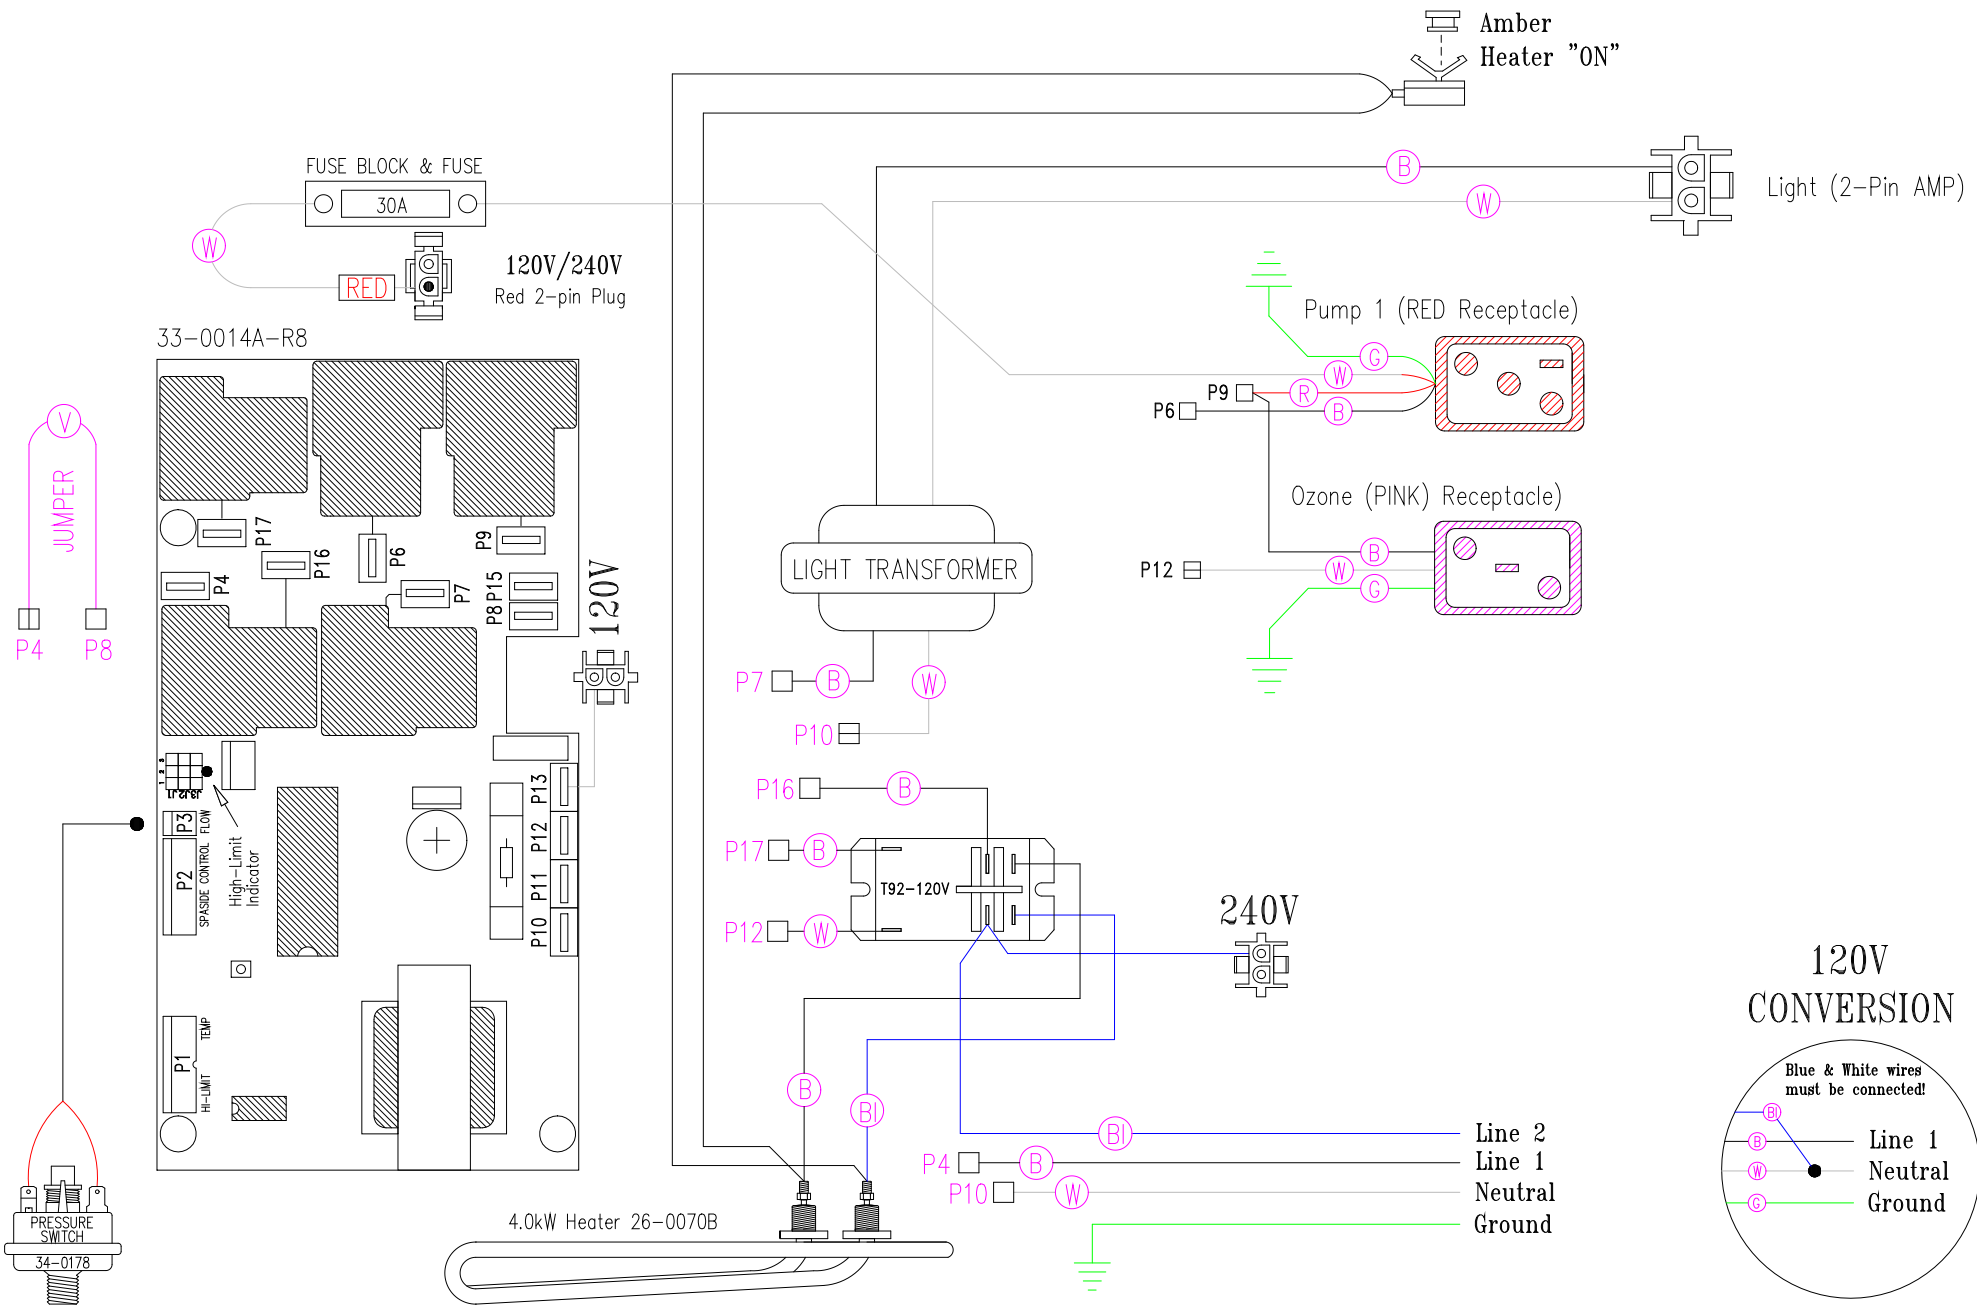 Amber
Heater "ON"
FUSE BLOCK & FUSE
30A
B
W
Light (2-Pin AMP)
W
RED
120V/240V
Red 2-pin Plug
Pump 1 (RED Receptacle)
G
W
P9
R
P6
B
33-0014A-R8
V
JUMPER
P4
P8
P17
P16
P6
P9
P4
P7
P15
P8
120V
Ozone (PINK) Receptacle)
B
P12
W
G
LIGHT TRANSFORMER
P7
B
W
P10
P16
B
P17
B
T92-120V
P12
W
240V
3
2
1
J3J2J1
P3
FLOW
High-Limit
Indicator
P2
SPASIDE CONTROL
P13
P12
P11
P10
P1
TEMP
HI-LIMIT
B
Bl
Bl
Line 2
P4
B
Line 1
P10
W
Neutral
Ground
PRESSURE
SWITCH
34-0178
4.0kW Heater 26-0070B
120V
CONVERSION
Blue & White wires
must be connected!
Bl
B
Line 1
W
Neutral
G
Ground